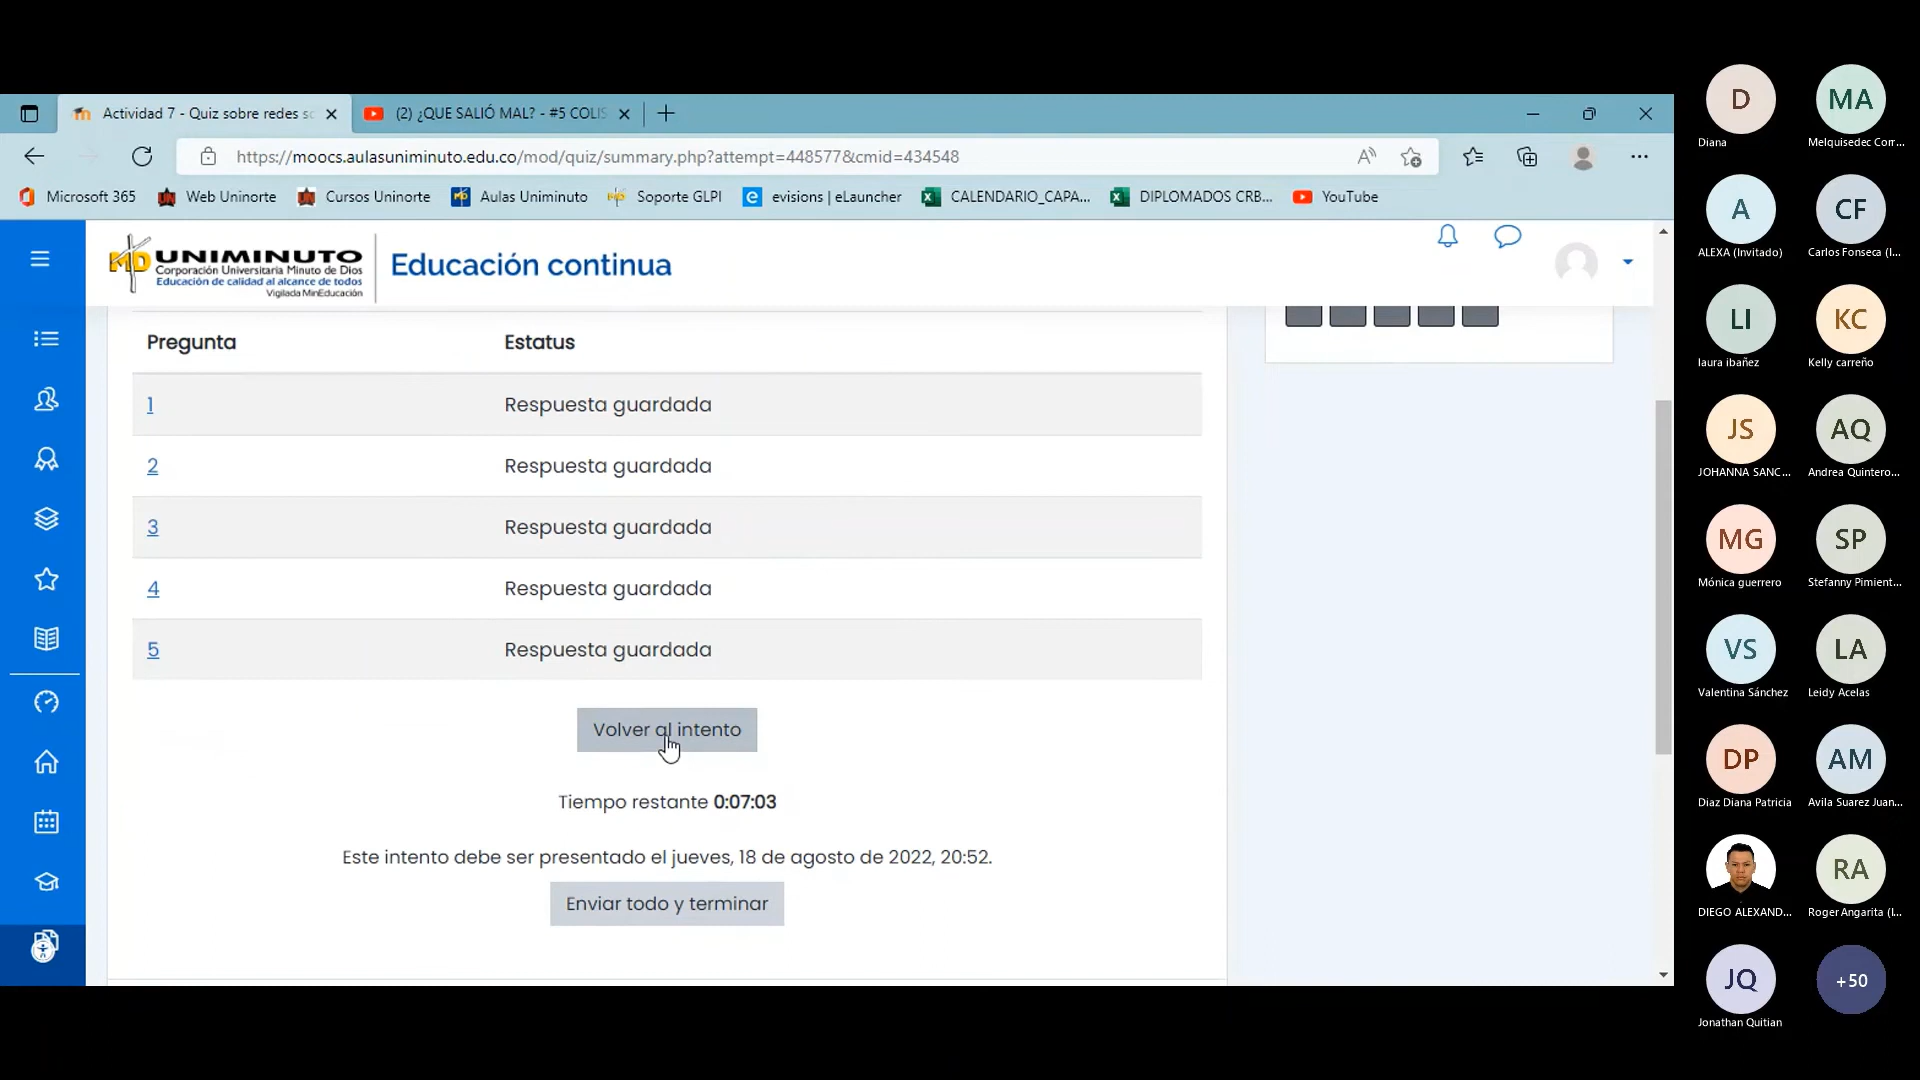 Actividad 7 - Quiz sobre redes so
(2) ¿QUE SALIÓ MAL? - #5 COLIS
https://moocs.aulasuniminuto.edu.co/mod/quiz/summary.php?attempt=448577&cmid=434548
Microsoft 365
Web Uninorte
Cursos Uninorte
Aulas Uniminuto
Soporte GLPI
evisions | eLauncher
CALENDARIO_CAPA...
DIPLOMADOS CRB...
YouTube
UNIMINUTO
Corporación Universitaria Minuto de Dios
Educación de calidad al alcance de todos
Vigilada MinEducación
Educación continua
Pregunta Estatus
1 Respuesta guardada
2 Respuesta guardada
3 Respuesta guardada
4 Respuesta guardada
5 Respuesta guardada
Volver al intento
Tiempo restante 0:07:03
Este intento debe ser presentado el jueves, 18 de agosto de 2022, 20:52.
Enviar todo y terminar
D MA
Diana Melquisedec Corr...
A CF
ALEXA (Invitado) Carlos Fonseca (I...
LI KC
laura ibañez Kelly carreño
JS AQ
JOHANNA SANC... Andrea Quintero...
MG SP
Mónica guerrero Stefanny Pimient...
VS LA
Valentina Sánchez Leidy Acelas
DP AM
Diaz Diana Patricia Avila Suarez Juan...
RA
DIEGO ALEXAND... Roger Angarita (I...
JQ +50
Jonathan Quitian